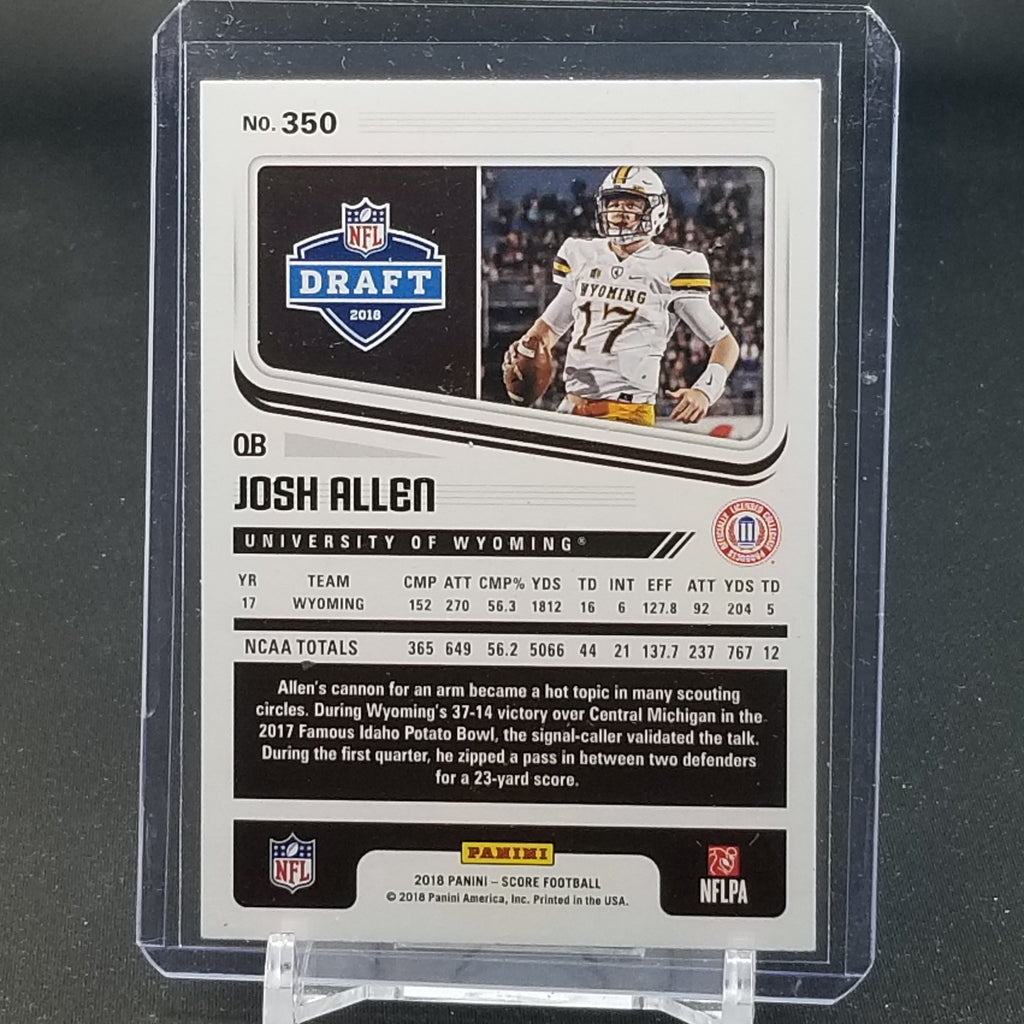 NO. 350
NFL
DRAFT
2018
WYOMING
17
QB
JOSH ALLEN
UNIVERSITY OF WYOMING®
OFFICIALLY LICENSED COLLEGIATE PRODUCTS
YR TEAM CMP ATT CMP% YDS TD INT EFF ATT YDS TD
17 WYOMING 152 270 56.3 1812 16 6 127.8 92 204 5
NCAA TOTALS 365 649 56.2 5066 44 21 137.7 237 767 12
Allen's cannon for an arm became a hot topic in many scouting
circles. During Wyoming's 37-14 victory over Central Michigan in the
2017 Famous Idaho Potato Bowl, the signal-caller validated the talk.
During the first quarter, he zipped a pass in between two defenders
for a 23-yard score.
NFL
PANINI
2018 PANINI – SCORE FOOTBALL
© 2018 Panini America, Inc. Printed in the USA.
NFLPA